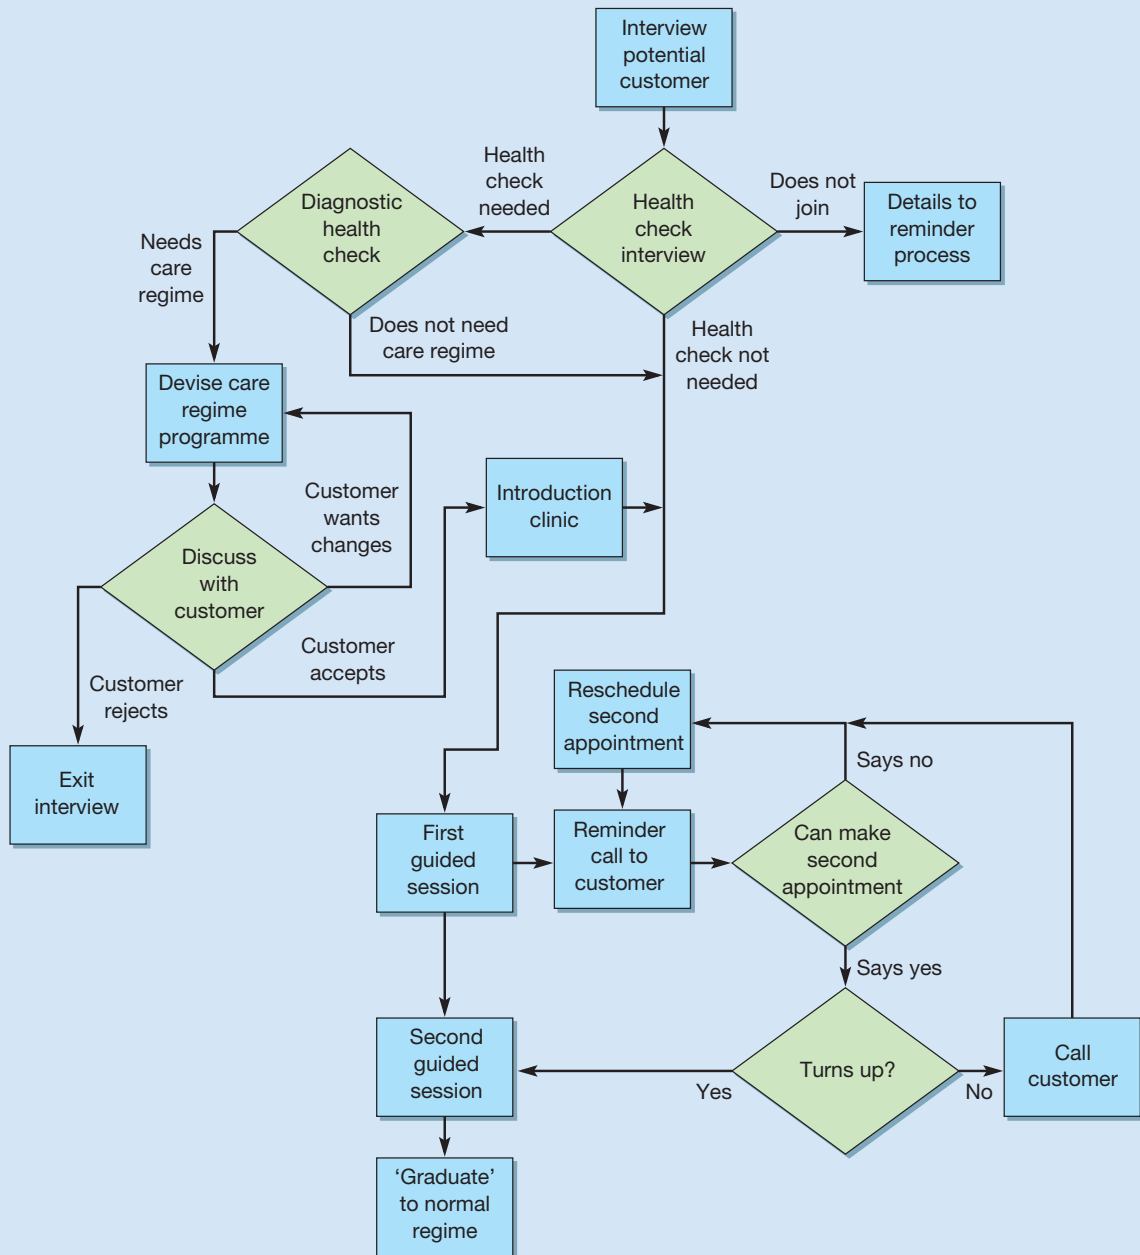 Interview
potential
customer
Health
check
needed
Diagnostic
health
check
Health
check
interview
Does not
join
Details to
reminder
process
Needs
care
regime
Does not need
care regime
Health
check not
needed
Devise care
regime
programme
Customer
wants
changes
Introduction
clinic
Discuss
with
customer
Customer
accepts
Customer
rejects
Exit
interview
Reschedule
second
appointment
Says no
First
guided
session
Reminder
call to
customer
Can make
second
appointment
Says yes
Second
guided
session
Yes
Turns up?
No
Call
customer
‘Graduate’
to normal
regime